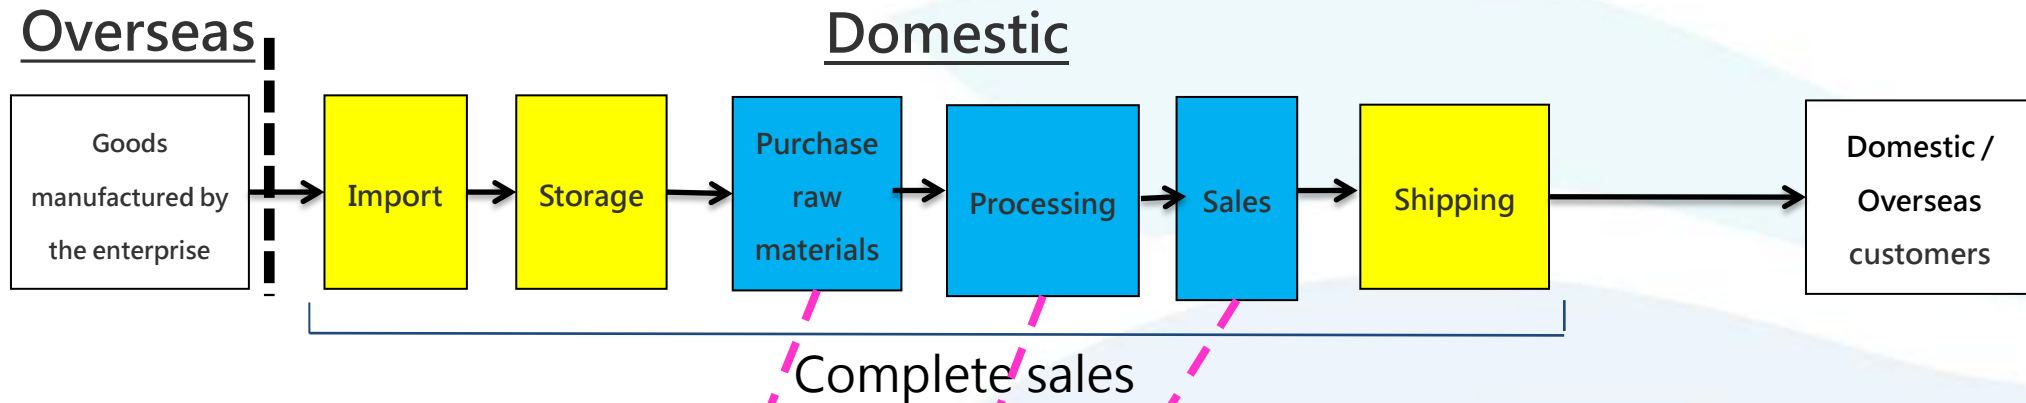 Overseas
Domestic
Goods
manufactured by
the enterprise
Import
Storage
Purchase
raw
materials
Processing
Sales
Shipping
Domestic /
Overseas
customers
Complete sales